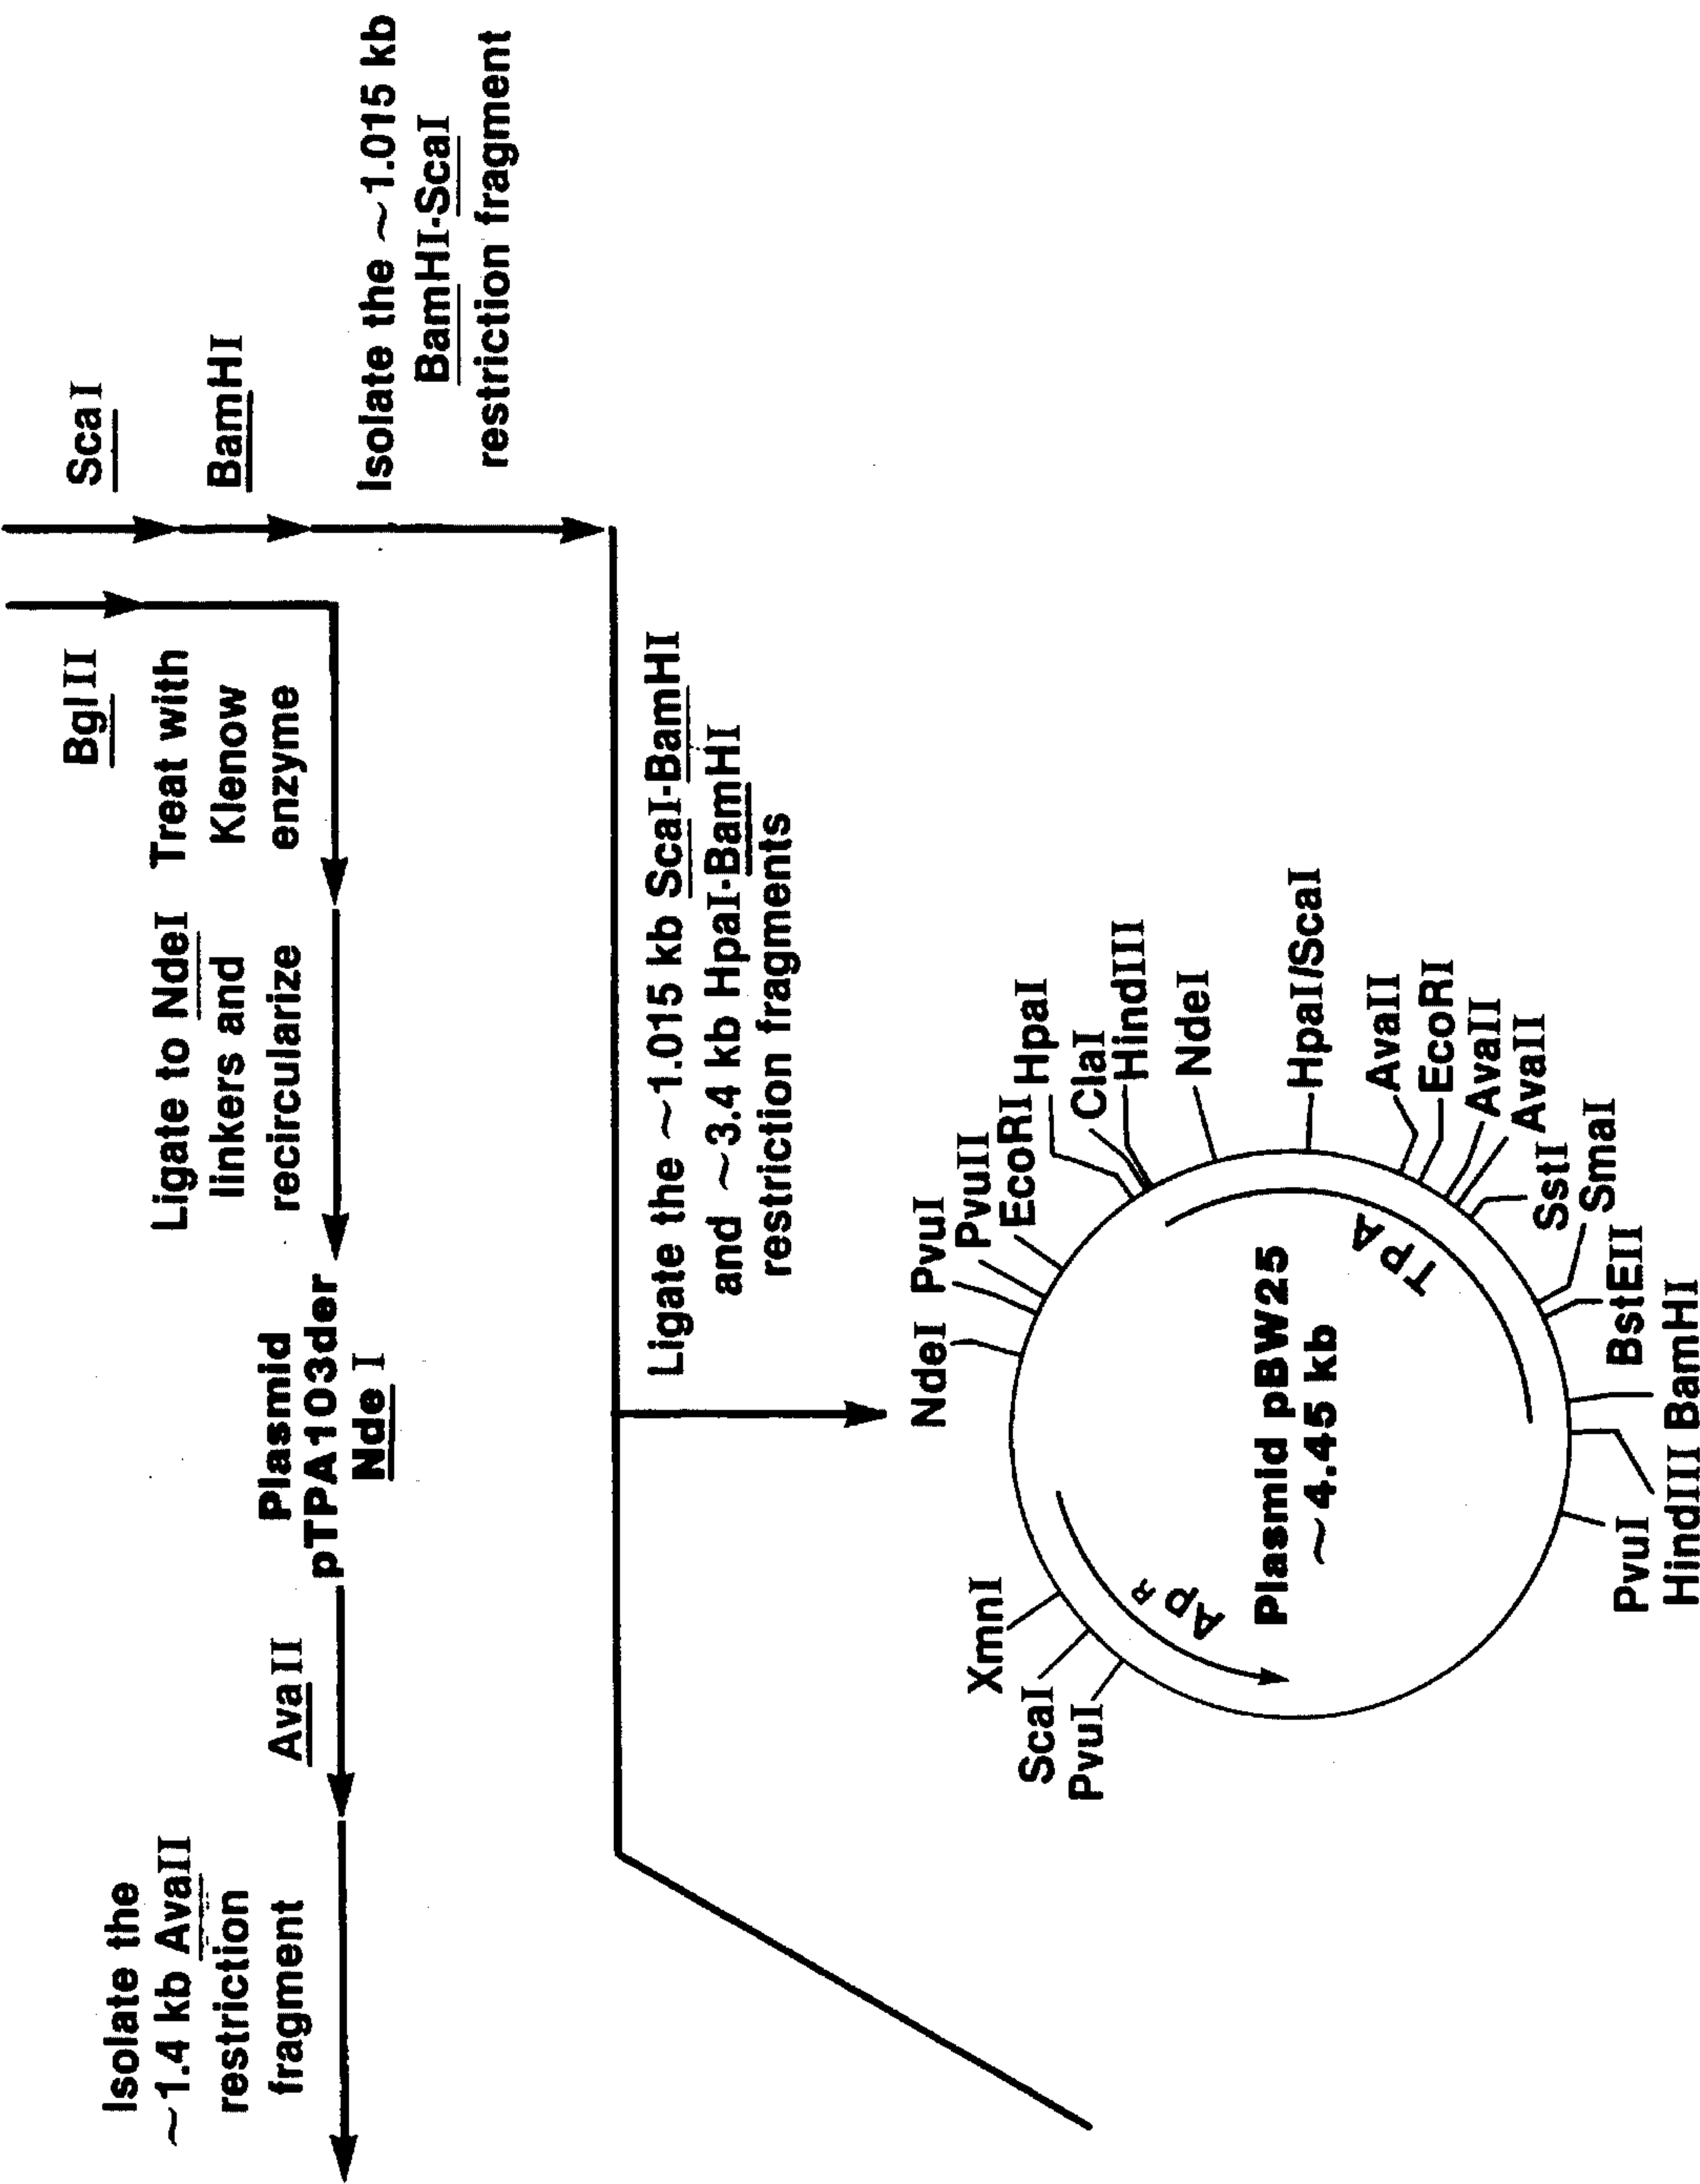 Isolate the
~1.4 kb AvaII
restriction
fragment
AvaII
Plasmid
pTPA103der
Nde I
Ligate to NdeI
linkers and
recircularize
Treat with
Klenow
enzyme
BglII
ScaI
BamHI
Isolate the ~1.015 kb
BamHI-ScaI
restriction fragment
Ligate the ~1.015 kb ScaI-BamHI
and ~3.4 kb HpaI-BamHI
restriction fragments
NdeI
PvuI
PvuII
EcoRI
HpaI
ClaI
HindIII
NdeI
HpaI/ScaI
AvaII
EcoRI
AvaII
AvaII
SstI
SmaI
BstEII
BamHI
HindIII
PvuI
PvuI
ScaI
XmnI
ApR
TPA
Plasmid pBW25
~4.45 kb